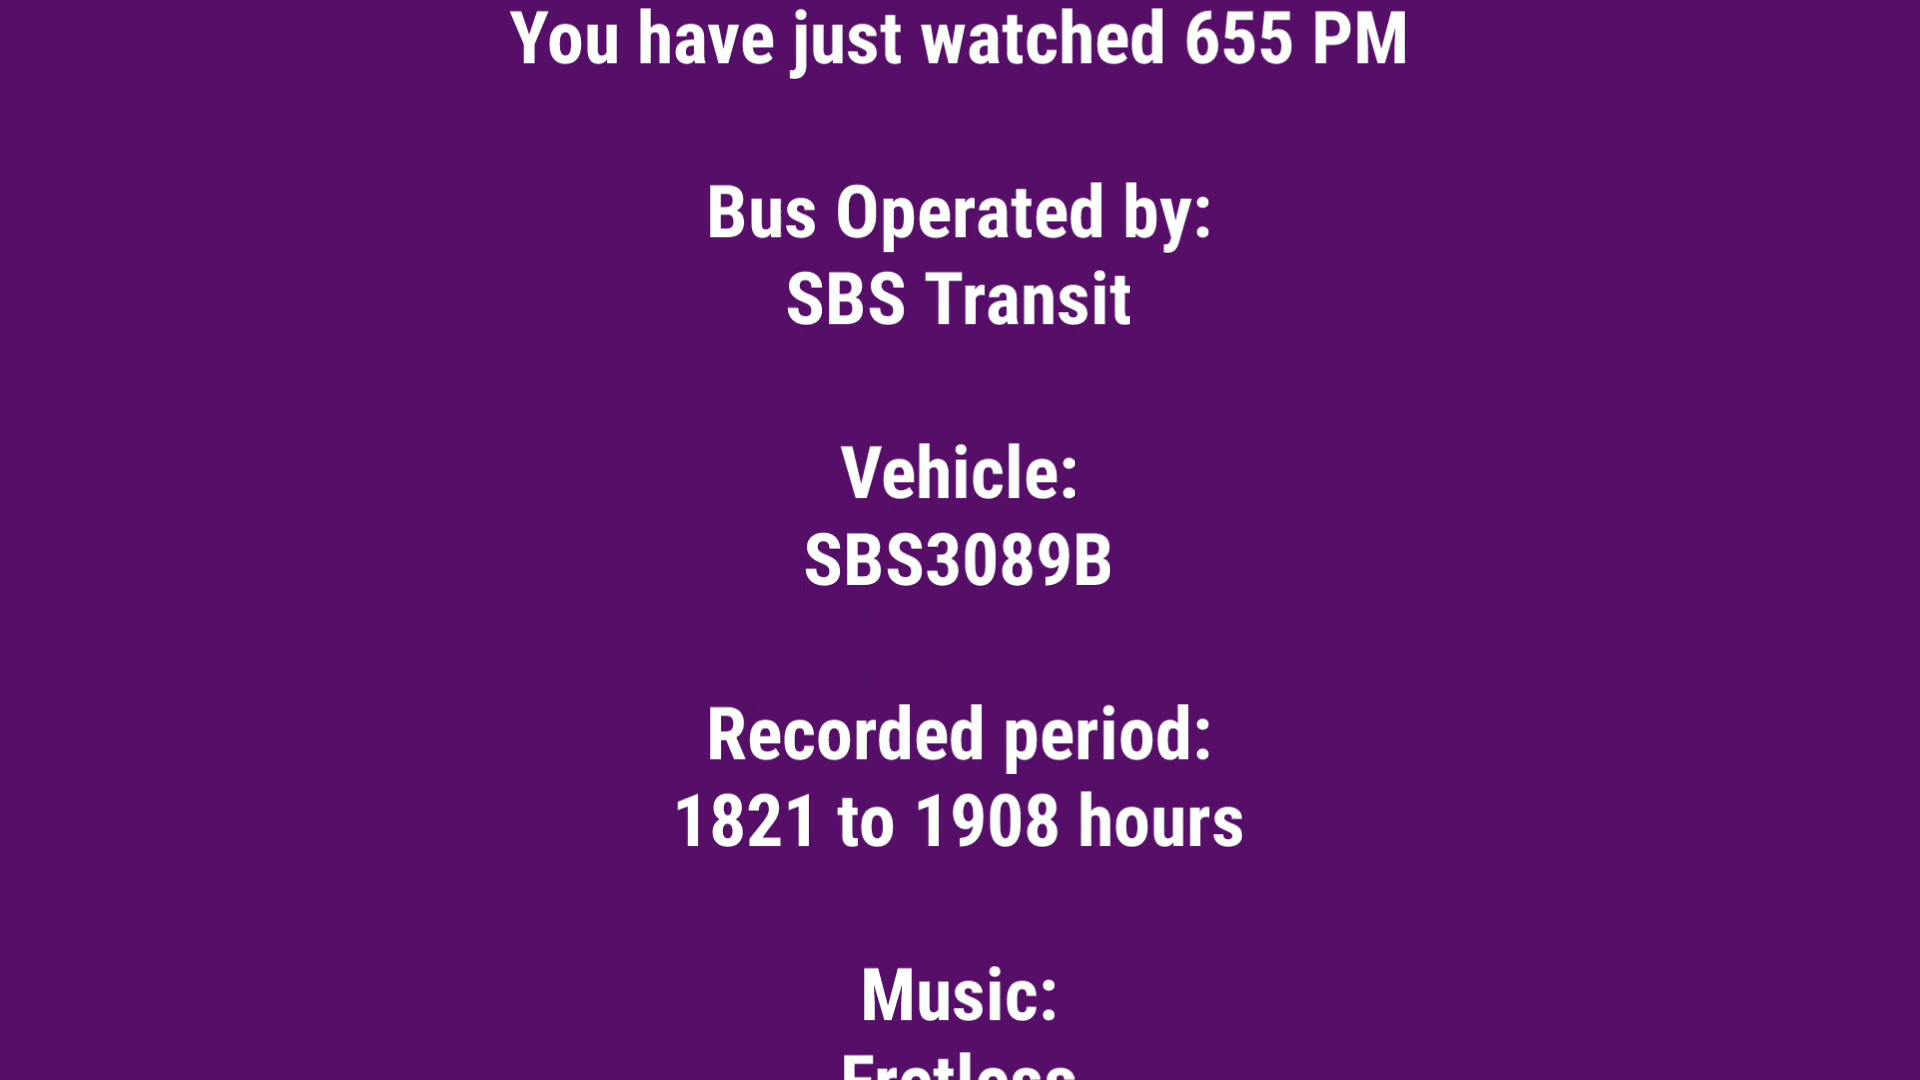 You have just watched 655 PM
Bus Operated by:
SBS Transit
Vehicle:
SBS3089B
Recorded period:
1821 to 1908 hours
Music:
Fretless